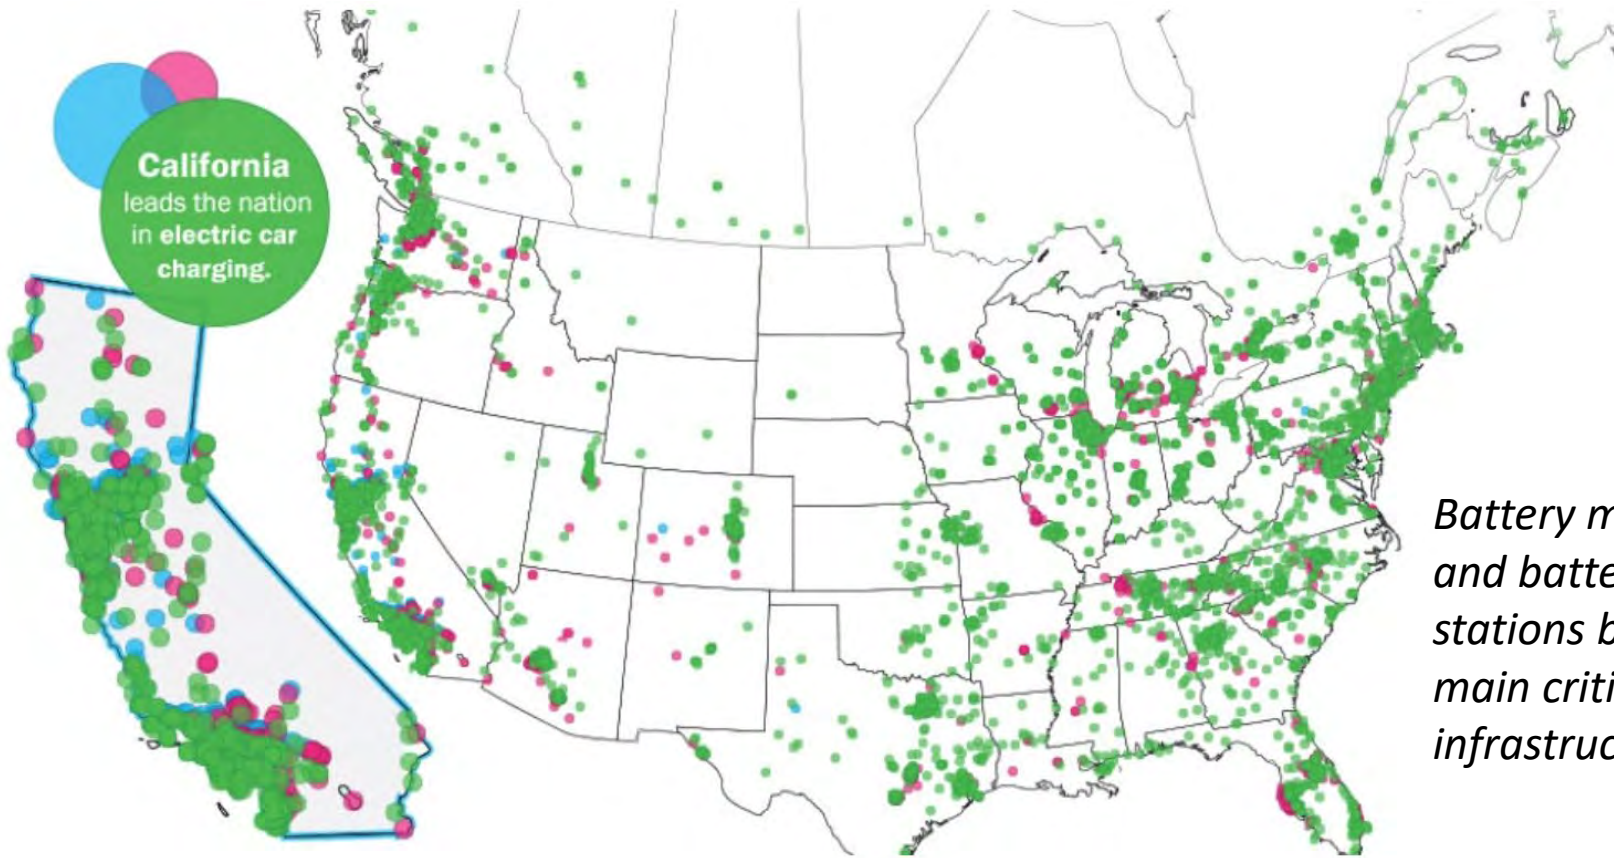 California
leads the nation
in electric car
charging.
Battery m
and batte
stations b
main criti
infrastruc